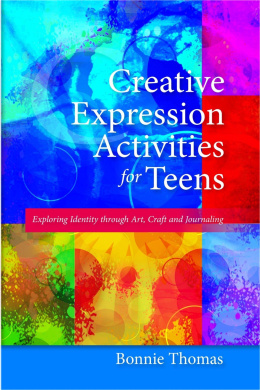 Creative
Expression
Activities
for Teens
Exploring Identity through Art, Craft and Journaling
Bonnie Thomas